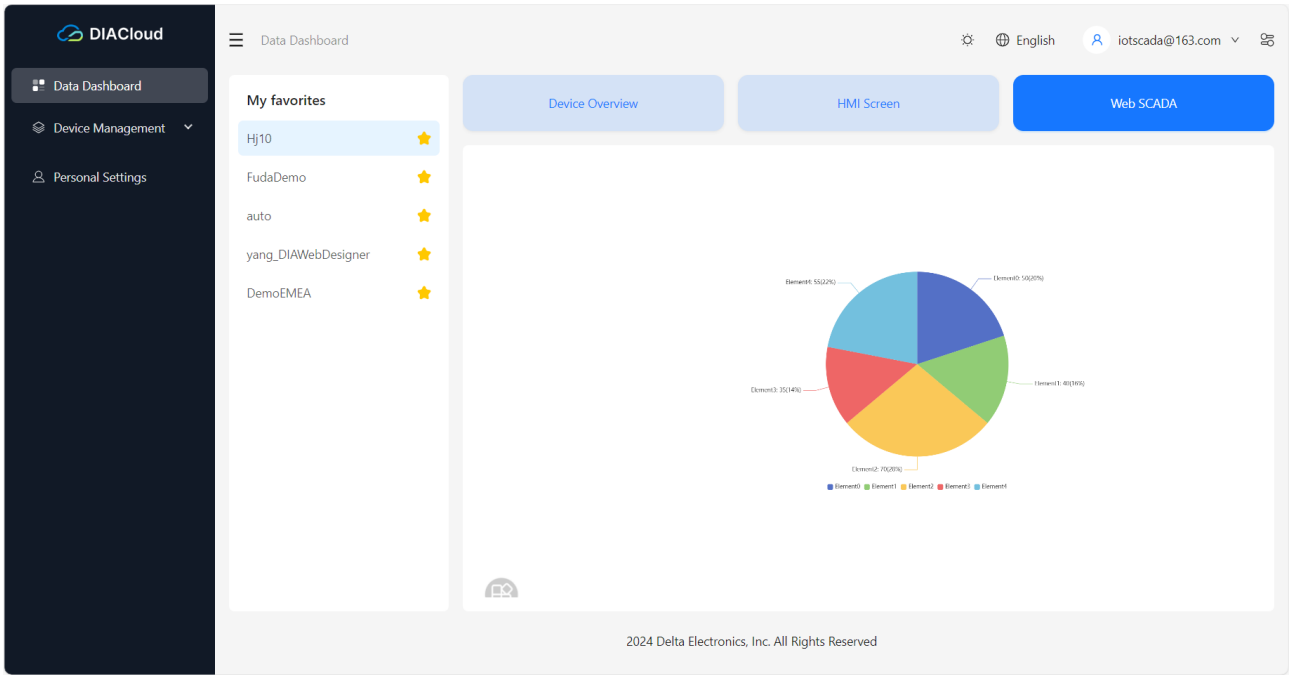 DIACloud
Data Dashboard
Device Management
Personal Settings
Data Dashboard
English
iotscada@163.com
My favorites
Hj10
FudaDemo
auto
yang_DIAWebDesigner
DemoEMEA
Device Overview
HMI Screen
Web SCADA
Element4: 55(22%)
Element0: 50(20%)
Element3: 35(14%)
Element1: 40(16%)
Element2: 70(28%)
Element0 Element1 Element2 Element3 Element4
2024 Delta Electronics, Inc. All Rights Reserved